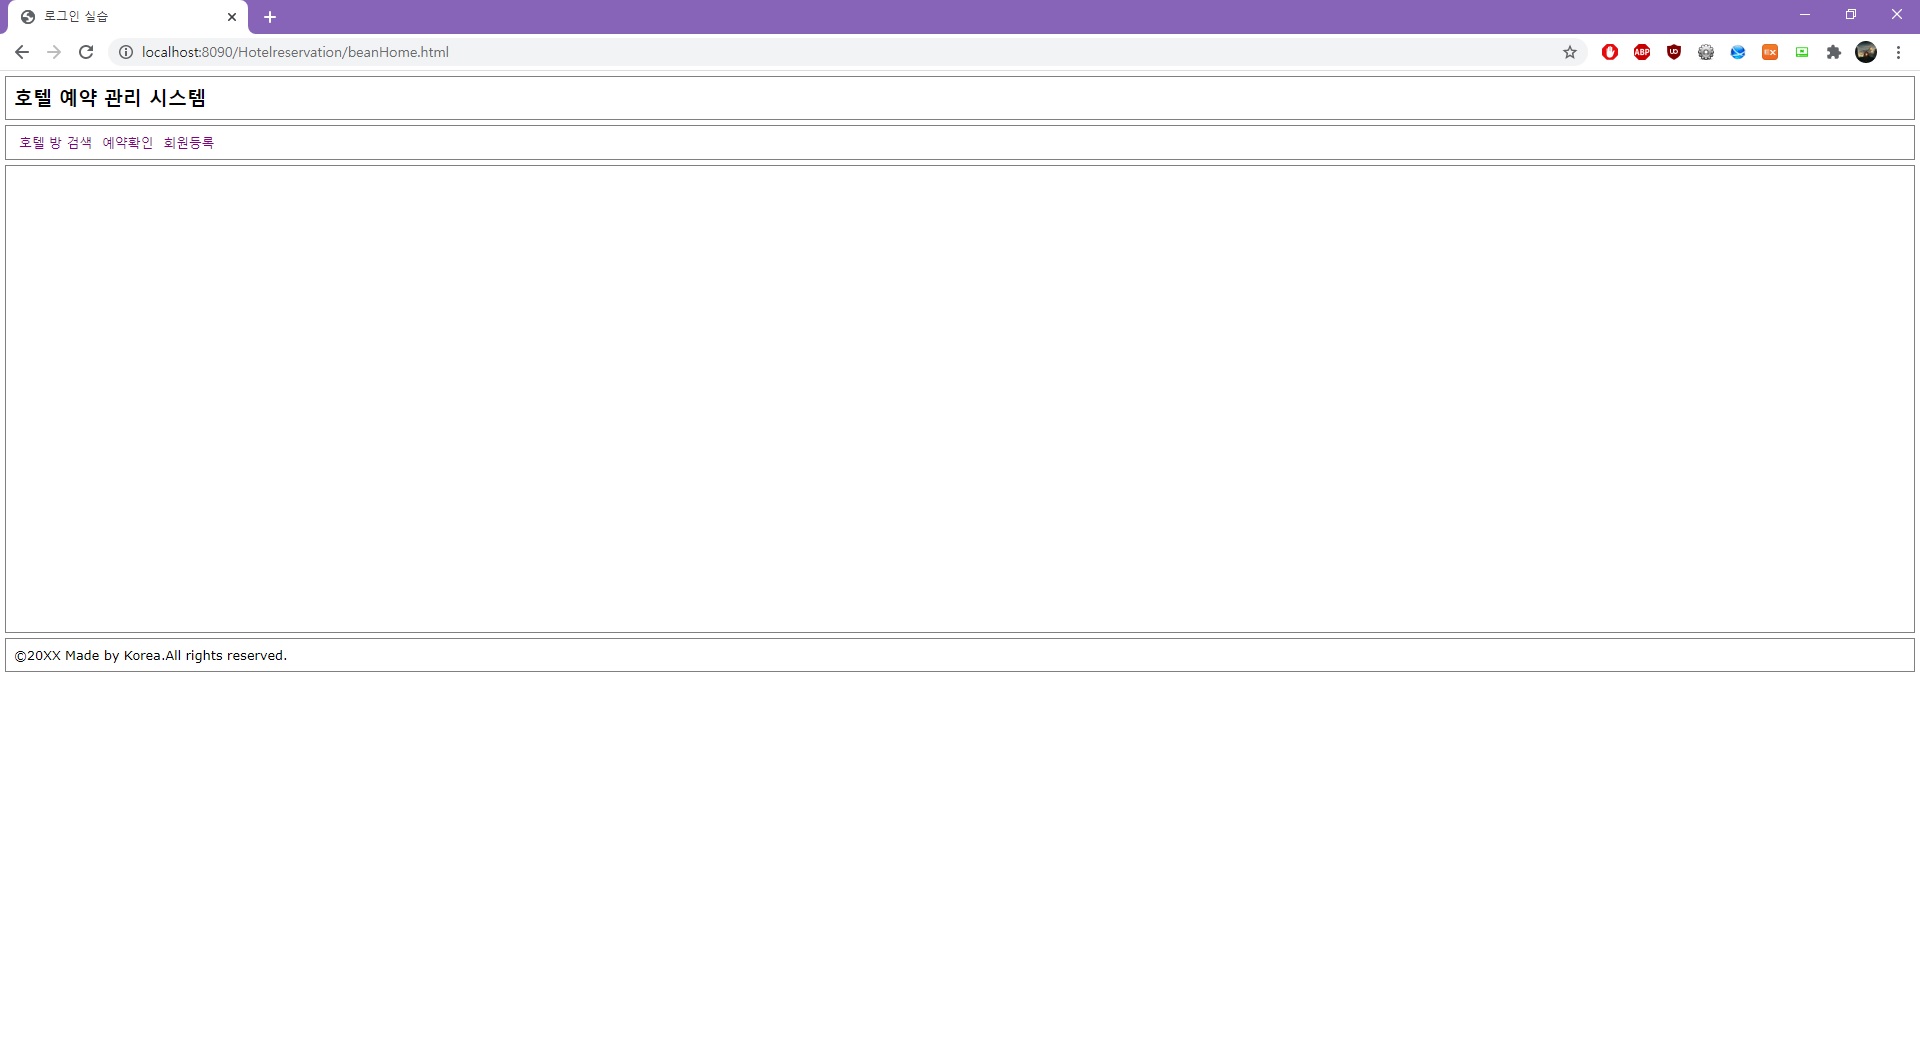 로그인 실습
localhost:8090/Hotelreservation/beanHome.html
ABP
UD
EX
호텔 예약 관리 시스템
호텔 방 검색 예약확인 회원등록
©20XX Made by Korea.All rights reserved.